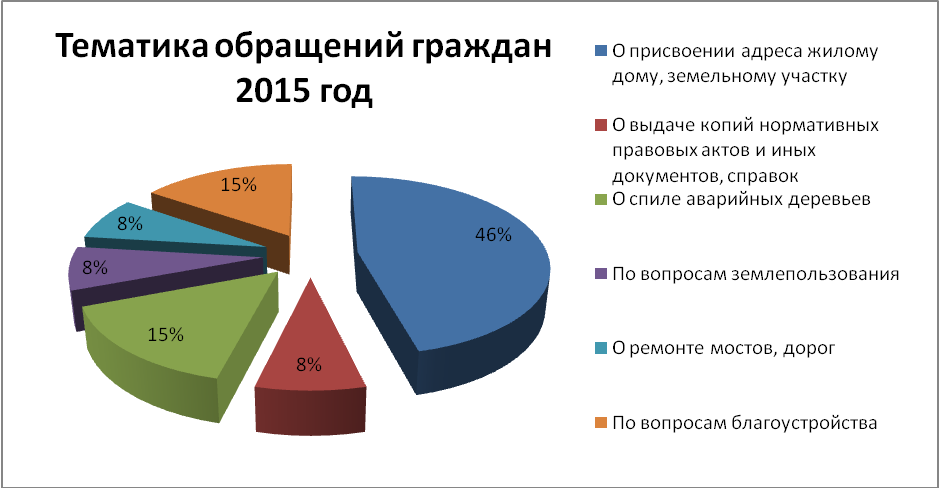 Тематика обращений граждан
2015 год
46%
8%
15%
8%
8%
15%
О присвоении адреса жилому
дому, земельному участку
О выдаче копий нормативных
правовых актов и иных
документов, справок
О спиле аварийных деревьев
По вопросам землепользования
О ремонте мостов, дорог
По вопросам благоустройства